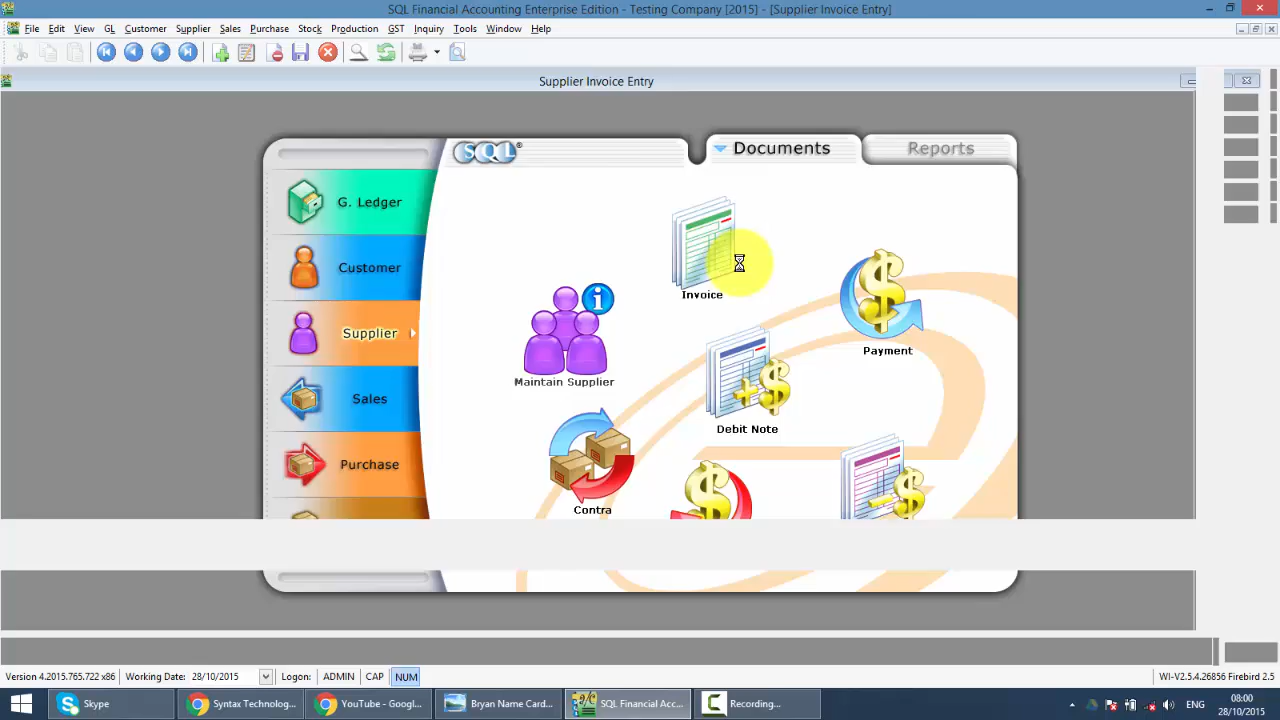 SQL Financial Accounting Enterprise Edition - Testing Company [2015] - [Supplier Invoice Entry]
File Edit View GL Customer Supplier Sales Purchase Stock Production GST Inquiry Tools Window Help
Supplier Invoice Entry
SQL®
Documents
Reports
G. Ledger
Customer
Supplier
Sales
Purchase
Invoice
Payment
Maintain Supplier
Debit Note
Contra
Version 4.2015.765.722 x86 Working Date: 28/10/2015 Logon: ADMIN CAP NUM WI-V2.5.4.26856 Firebird 2.5
Skype Syntax Technolog... YouTube - Googl... Bryan Name Card... SQL Financial Acc... Recording... ENG 08:00
28/10/2015